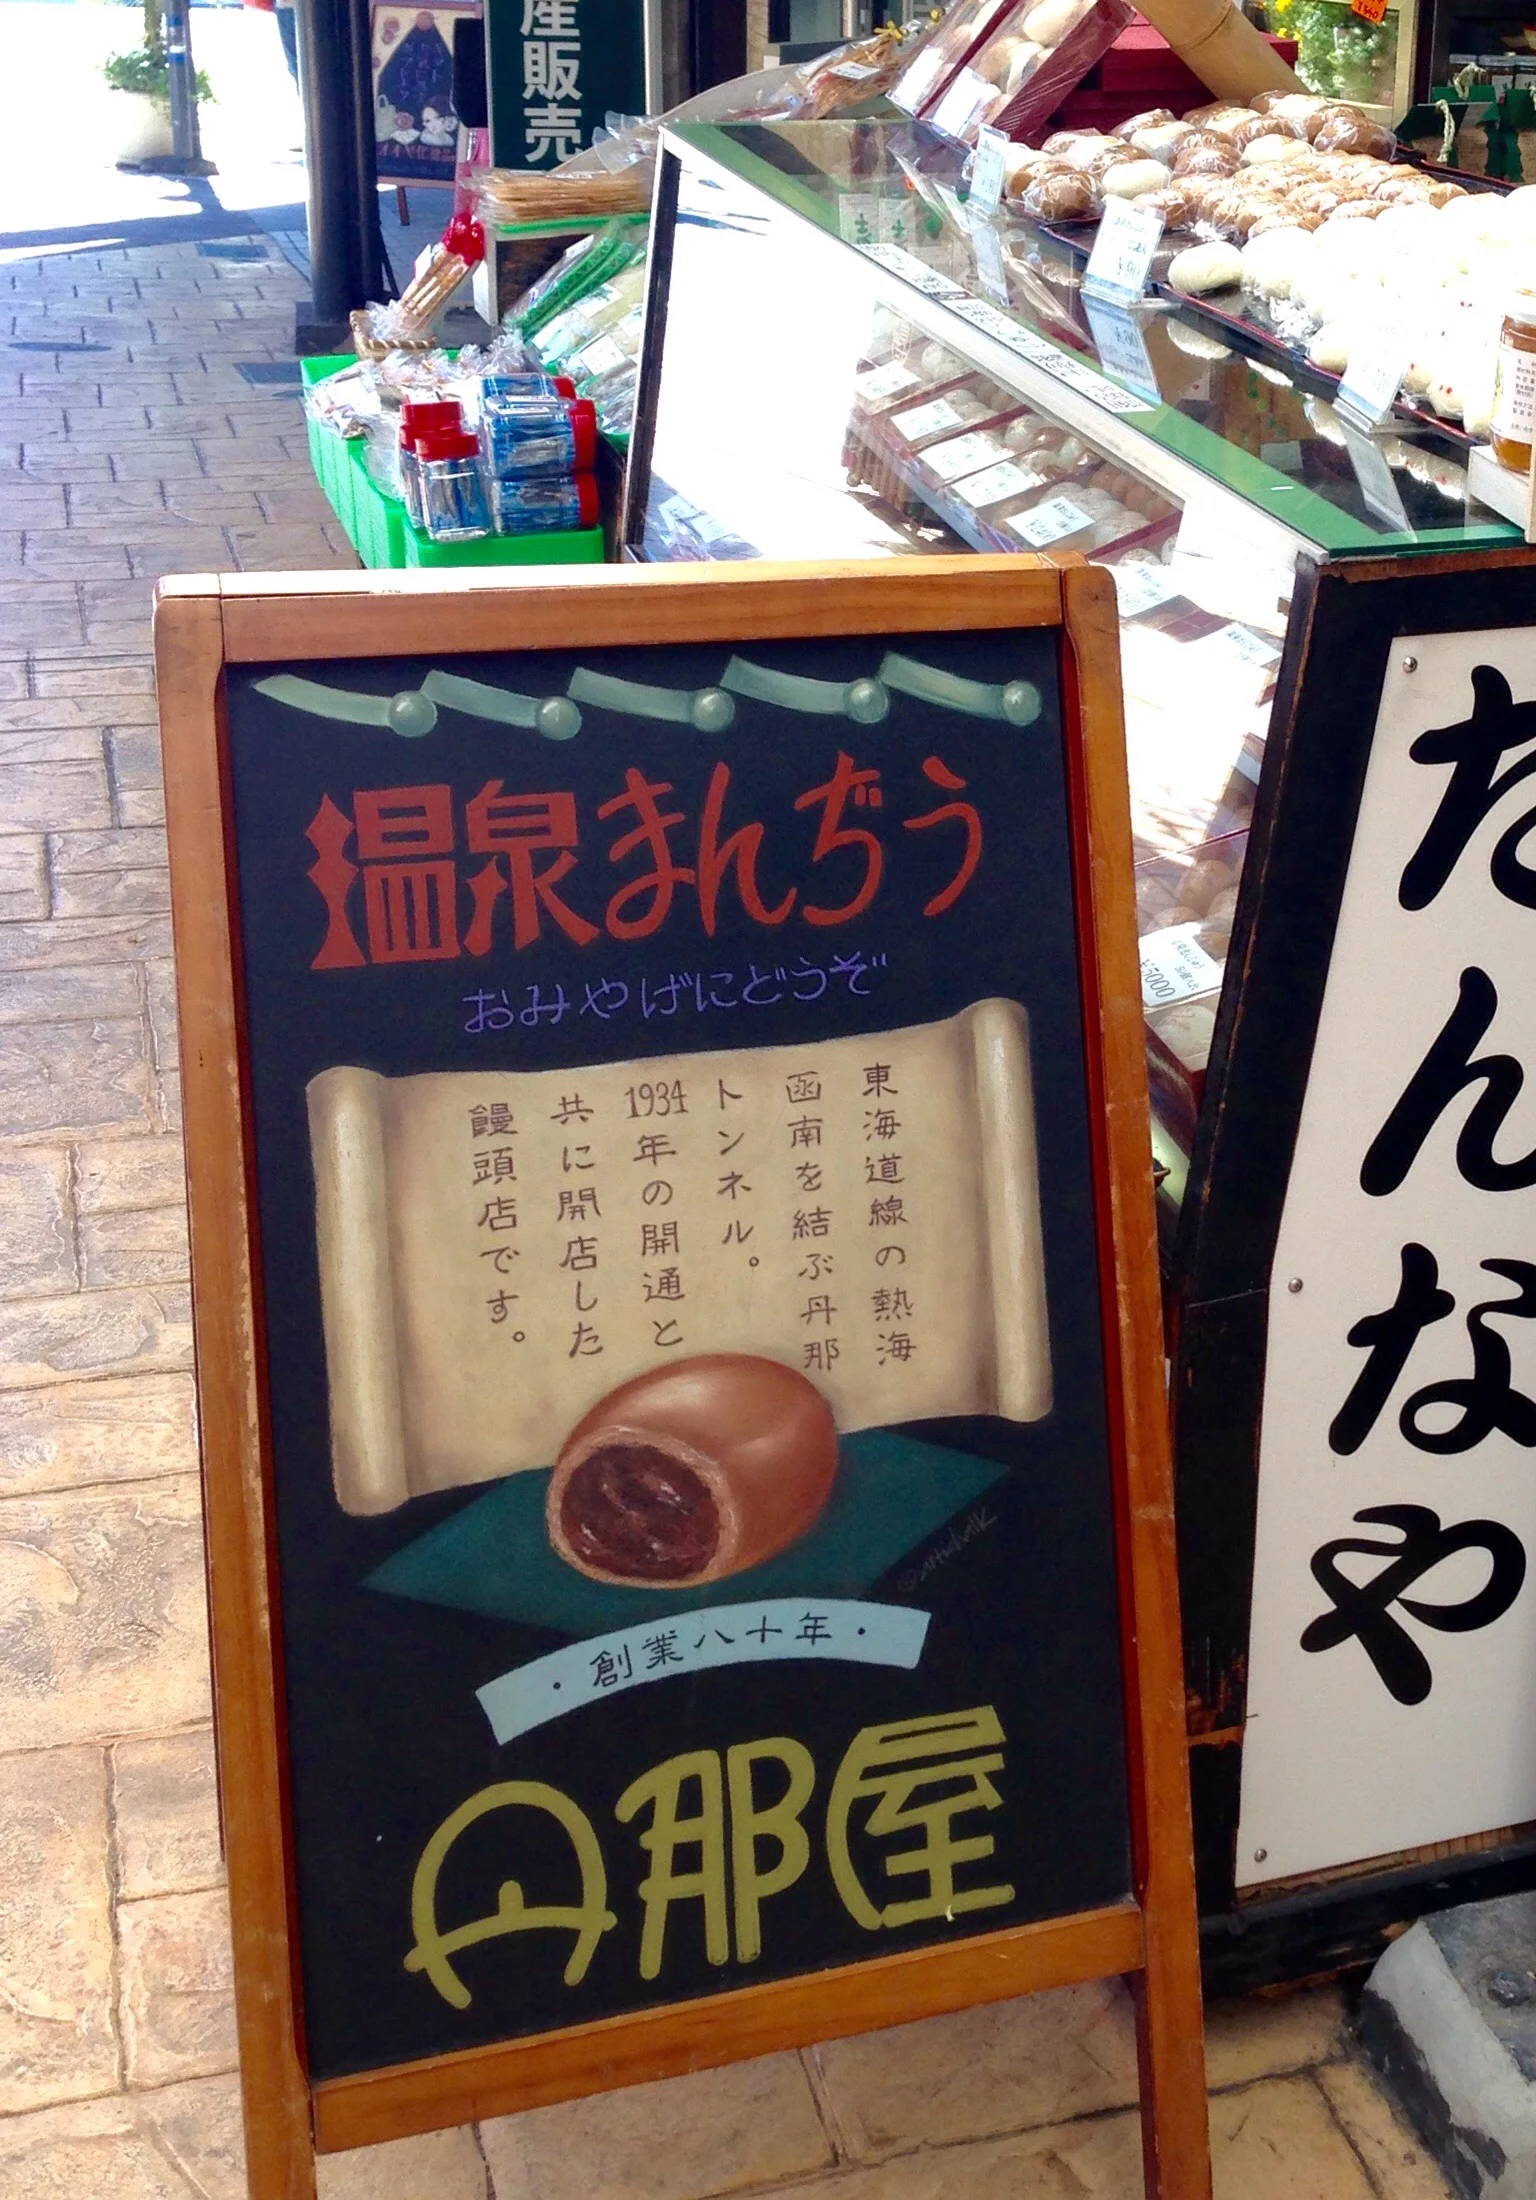 産販売
温泉まんぢう
おみやげにどうぞ
東海道線の熱海
函南を結ぶ丹那
トンネル。
1934年の開通と
共に開店した
饅頭店です。
・創業八十年・
丹那屋
たんなや
¥5000